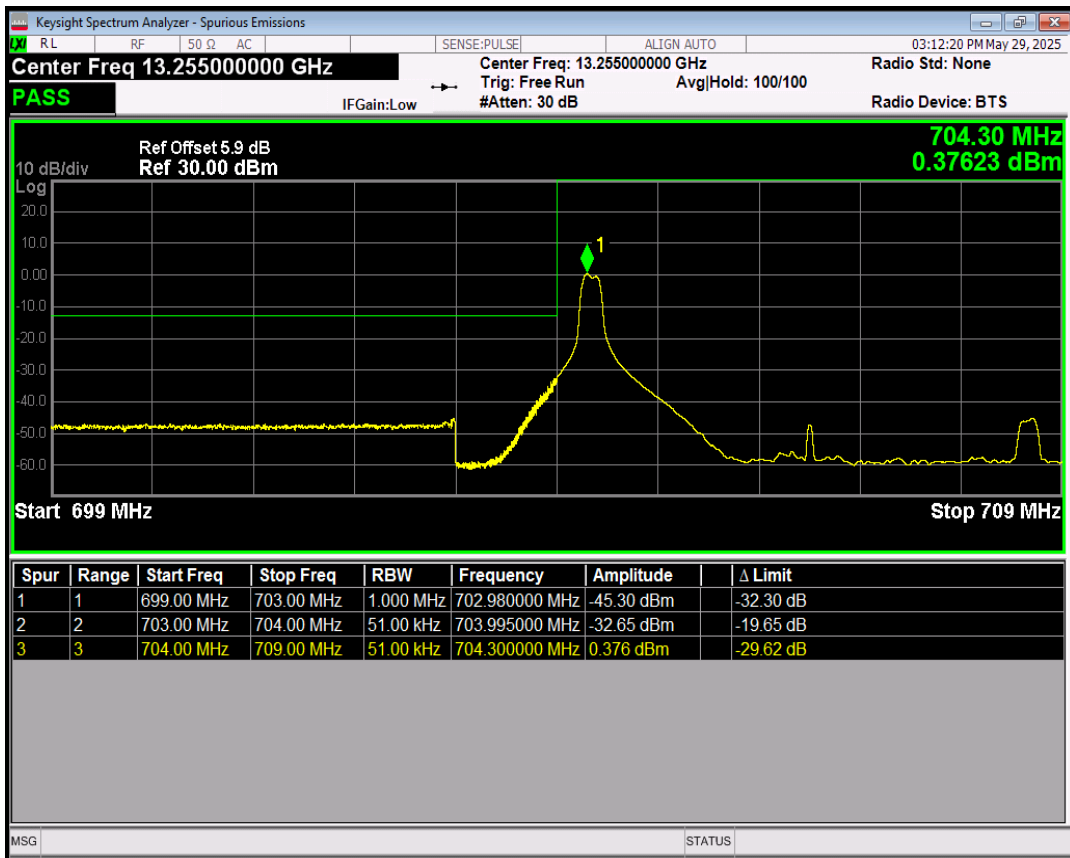 Keysight Spectrum Analyzer - Spurious Emissions
LXI RL RF 50 Ω AC SENSE:PULSE ALIGN AUTO 03:12:20 PM May 29, 2025
Center Freq 13.255000000 GHz
Center Freq: 13.255000000 GHz
Radio Std: None
Trig: Free Run Avg|Hold: 100/100
PASS
IFGain:Low
#Atten: 30 dB
Radio Device: BTS
704.30 MHz
0.37623 dBm
Ref Offset 5.9 dB
10 dB/div Ref 30.00 dBm
Log
20.0
10.0
1
0.00
-10.0
-20.0
-30.0
-40.0
-50.0
-60.0
Start 699 MHz Stop 709 MHz
Spur Range Start Freq Stop Freq RBW Frequency Amplitude Δ Limit
1 1 699.00 MHz 703.00 MHz 1.000 MHz 702.980000 MHz -45.30 dBm -32.30 dB
2 2 703.00 MHz 704.00 MHz 51.00 kHz 703.995000 MHz -32.65 dBm -19.65 dB
3 3 704.00 MHz 709.00 MHz 51.00 kHz 704.300000 MHz 0.376 dBm -29.62 dB
MSG STATUS